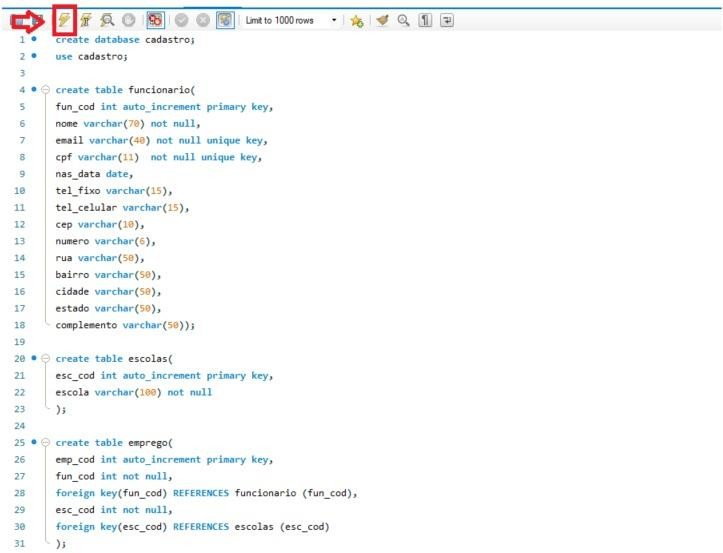 Limit to 1000 rows
1 create database cadastro;
2 use cadastro;
3
4 create table funcionario(
5 fun_cod int auto_increment primary key,
6 nome varchar(70) not null,
7 email varchar(40) not null unique key,
8 cpf varchar(11)  not null unique key,
9 nas_data date,
10 tel_fixo varchar(15),
11 tel_celular varchar(15),
12 cep varchar(10),
13 numero varchar(6),
14 rua varchar(50),
15 bairro varchar(50),
16 cidade varchar(50),
17 estado varchar(50),
18 complemento varchar(50));
19
20 create table escolas(
21 esc_cod int auto_increment primary key,
22 escola varchar(100) not null
23 );
24
25 create table emprego(
26 emp_cod int auto_increment primary key,
27 fun_cod int not null,
28 foreign key(fun_cod) REFERENCES funcionario (fun_cod),
29 esc_cod int not null,
30 foreign key(esc_cod) REFERENCES escolas (esc_cod)
31 );